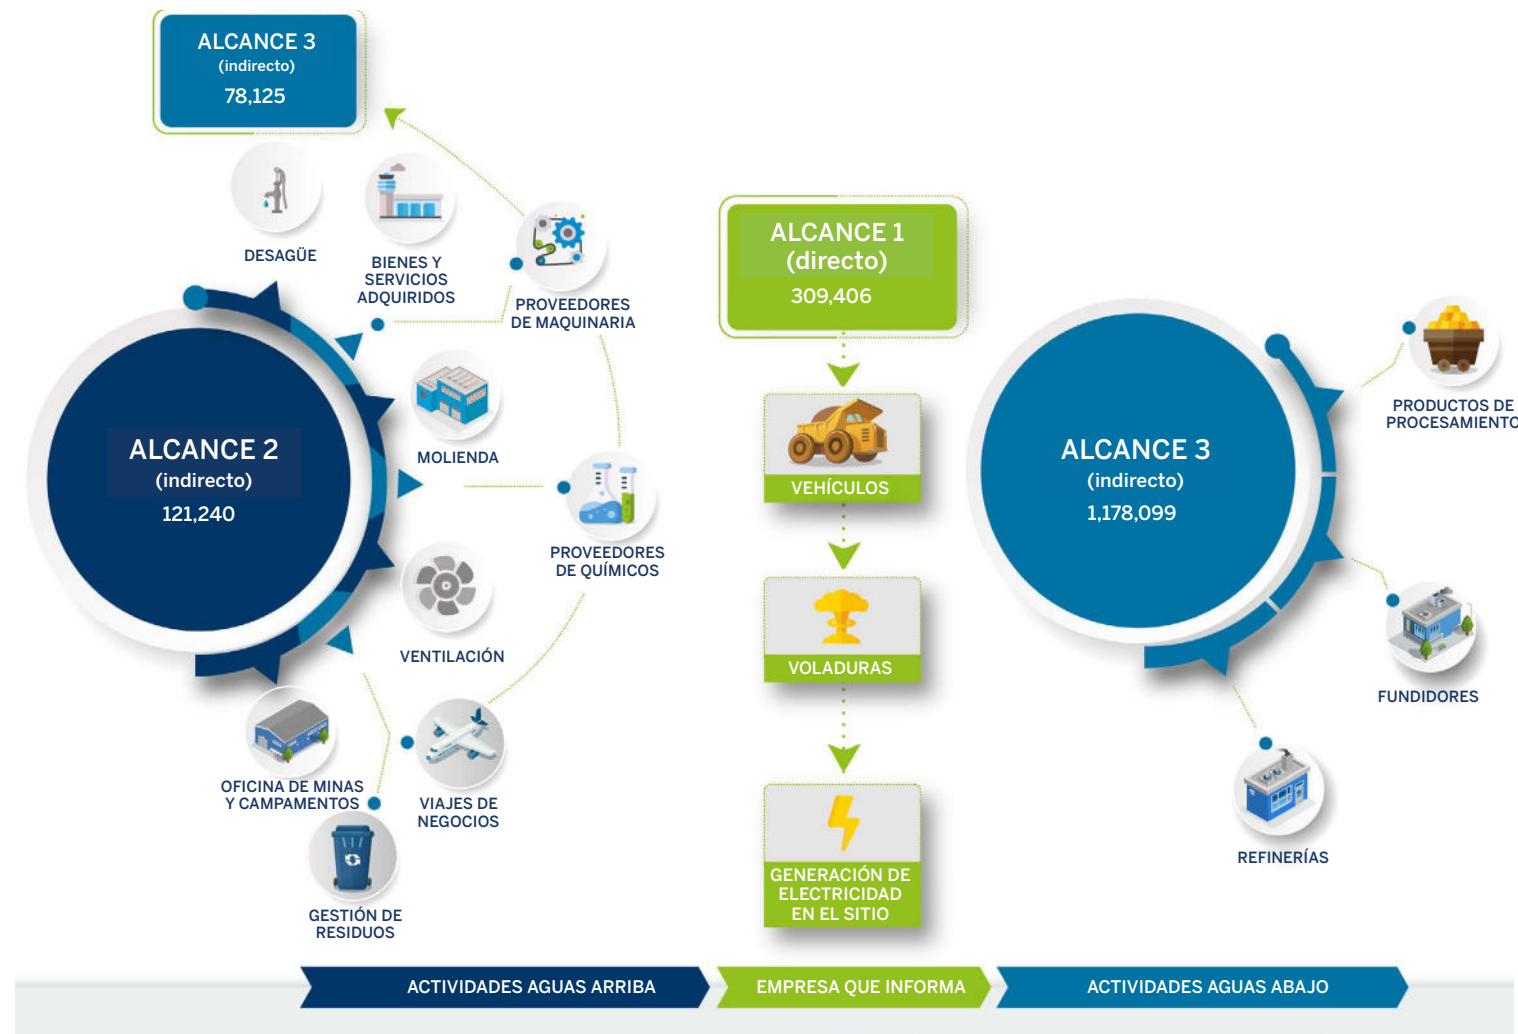 ALCANCE 3
(indirecto)
78,125
DESAGÜE
BIENES Y
SERVICIOS
ADQUIRIDOS
PROVEEDORES
DE MAQUINARIA
ALCANCE 2
(indirecto)
121,240
MOLIENDA
PROVEEDORES
DE QUÍMICOS
VENTILACIÓN
OFICINA DE MINAS
Y CAMPAMENTOS
VIAJES DE
NEGOCIOS
GESTIÓN DE
RESIDUOS
ALCANCE 1
(directo)
309,406
VEHÍCULOS
VOLADURAS
GENERACIÓN DE
ELECTRICIDAD
EN EL SITIO
ALCANCE 3
(indirecto)
1,178,099
PRODUCTOS DE
PROCESAMIENTO
FUNDIDORES
REFINERÍAS
ACTIVIDADES AGUAS ARRIBA
EMPRESA QUE INFORMA
ACTIVIDADES AGUAS ABAJO